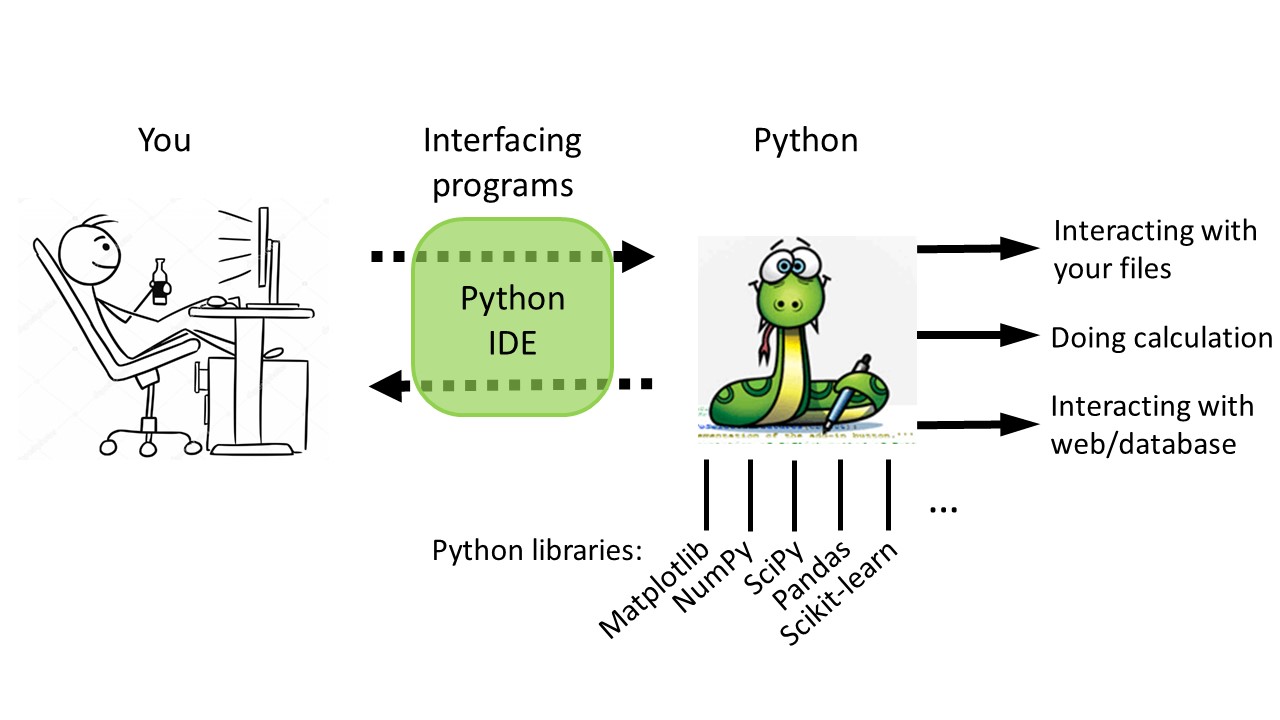 You
Interfacing
programs
Python
Python
IDE
Interacting with
your files
Doing calculation
Interacting with
web/database
...
Python libraries:
Matplotlib
NumPy
SciPy
Pandas
Scikit-learn